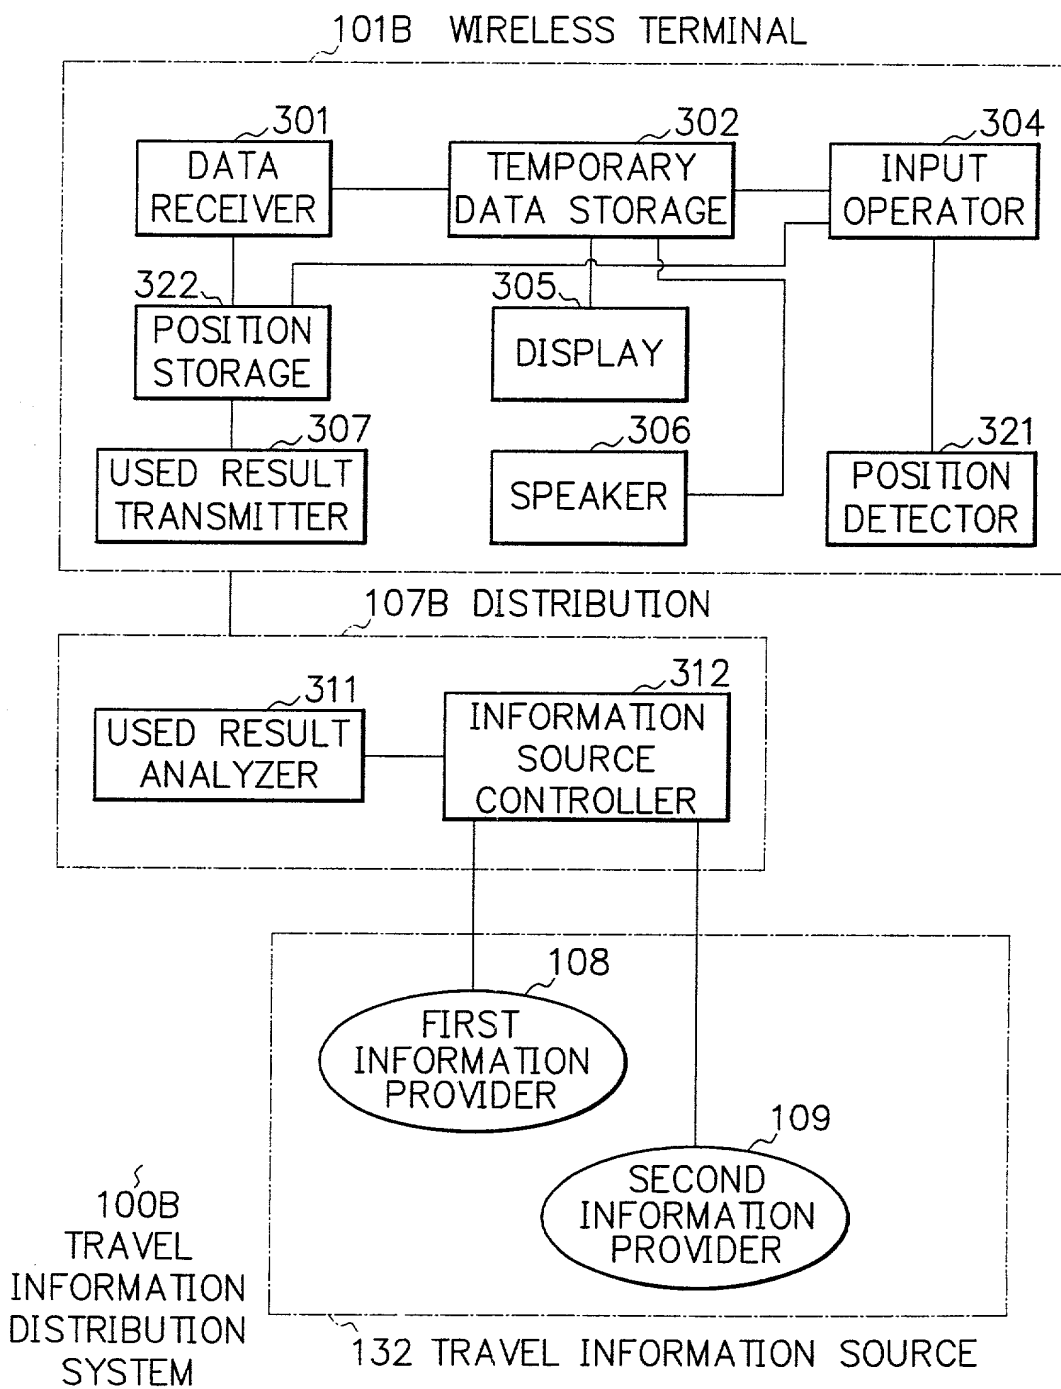 101B WIRELESS TERMINAL
301
302
304
DATA
RECEIVER
TEMPORARY
DATA STORAGE
INPUT
OPERATOR
322
305
POSITION
STORAGE
DISPLAY
307
306
321
USED RESULT
TRANSMITTER
SPEAKER
POSITION
DETECTOR
107B DISTRIBUTION
311
312
USED RESULT
ANALYZER
INFORMATION
SOURCE
CONTROLLER
108
FIRST
INFORMATION
PROVIDER
109
SECOND
INFORMATION
PROVIDER
100B
TRAVEL
INFORMATION
DISTRIBUTION
SYSTEM
132 TRAVEL INFORMATION SOURCE